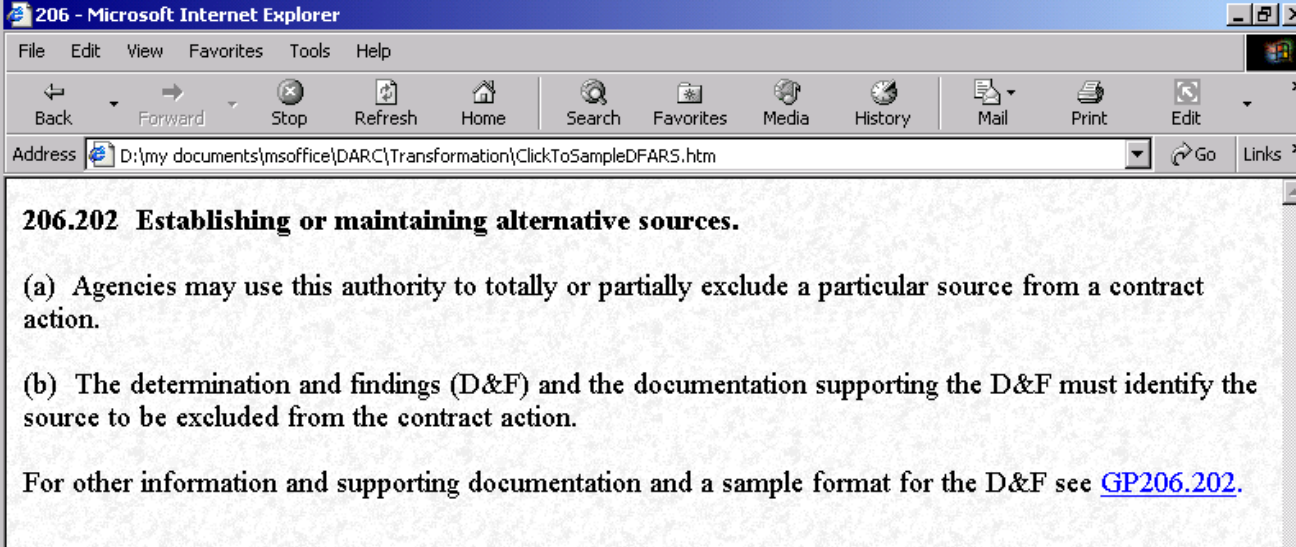 206 - Microsoft Internet Explorer
File Edit View Favorites Tools Help
Back Forward Stop Refresh Home Search Favorites Media History Mail Print Edit
Address D:\my documents\msoffice\DARC\Transformation\ClickToSampleDFARS.htm Go Links
206.202 Establishing or maintaining alternative sources.
(a) Agencies may use this authority to totally or partially exclude a particular source from a contract
action.
(b) The determination and findings (D&F) and the documentation supporting the D&F must identify the
source to be excluded from the contract action.
For other information and supporting documentation and a sample format for the D&F see GP206.202.